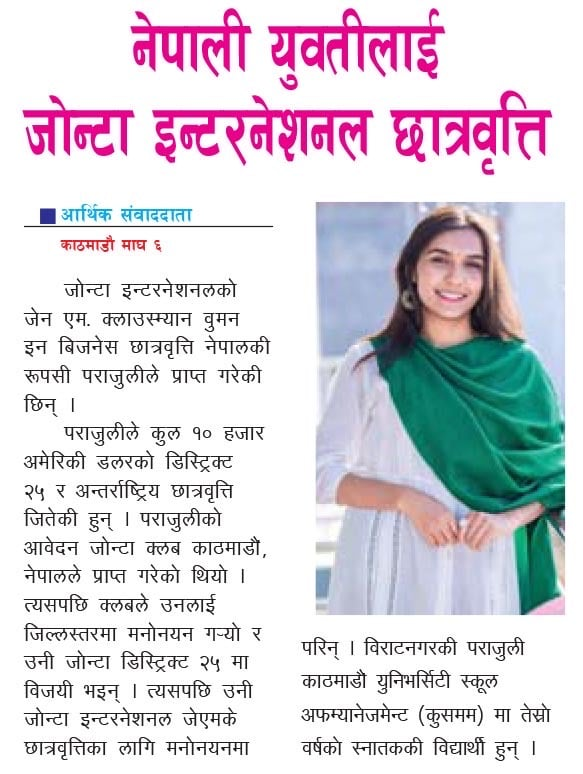 नेपाली युवतीलाई
जोन्टा इन्टरनेशनल छात्रवृत्ति
आर्थिक संवाददाता
काठमाडौं माघ ६
जोन्टा इन्टरनेशनलको
जेन एम. क्लाउस्म्यान वुमन
इन बिजनेस छात्रवृत्ति नेपालकी
रूपसी पराजुलीले प्राप्त गरेकी
छिन् ।
पराजुलीले कुल १० हजार
अमेरिकी डलरको डिस्ट्रिक्ट
२५ र अन्तर्राष्ट्रिय छात्रवृत्ति
जितेकी हुन् । पराजुलीको
आवेदन जोन्टा क्लब काठमाडौं,
नेपालले प्राप्त गरेको थियो ।
त्यसपछि क्लबले उनलाई
जिल्लस्तरमा मनोनयन गऱ्यो र
उनी जोन्टा डिस्ट्रिक्ट २५ मा
विजयी भइन् । त्यसपछि उनी
जोन्टा इन्टरनेशनल जेएमके
छात्रवृत्तिका लागि मनोनयनमा
परिन् । विराटनगरकी पराजुली
काठमाडौं युनिभर्सिटी स्कूल
अफम्यानेजमेन्ट (कुसमम) मा तेस्रो
वर्षको स्नातककी विद्यार्थी हुन् ।